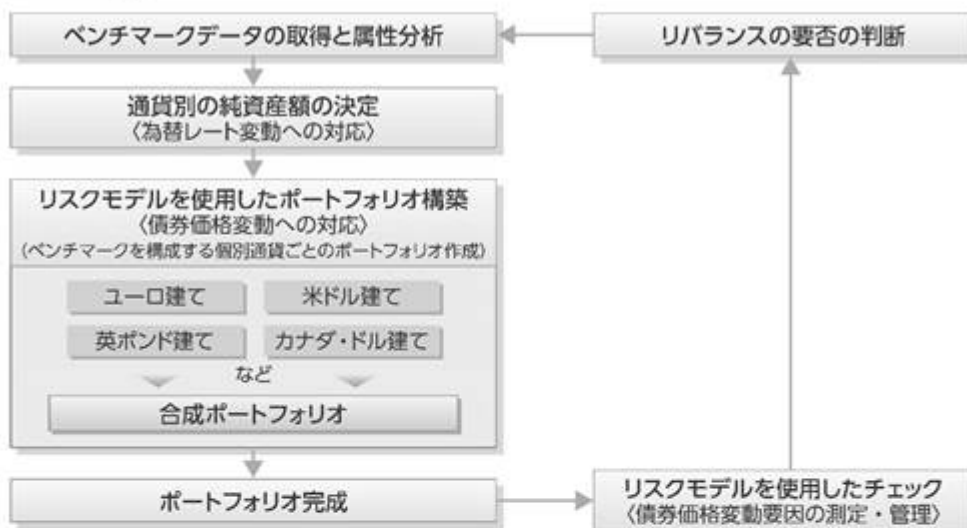 ベンチマークデータの取得と属性分析
リバランスの要否の判断
通貨別の純資産額の決定
〈為替レート変動への対応〉
リスクモデルを使用したポートフォリオ構築
〈債券価格変動への対応〉
(ベンチマークを構成する個別通貨ごとのポートフォリオ作成)
ユーロ建て
米ドル建て
英ポンド建て
カナダ・ドル建て
など
合成ポートフォリオ
ポートフォリオ完成
リスクモデルを使用したチェック
〈債券価格変動要因の測定・管理〉